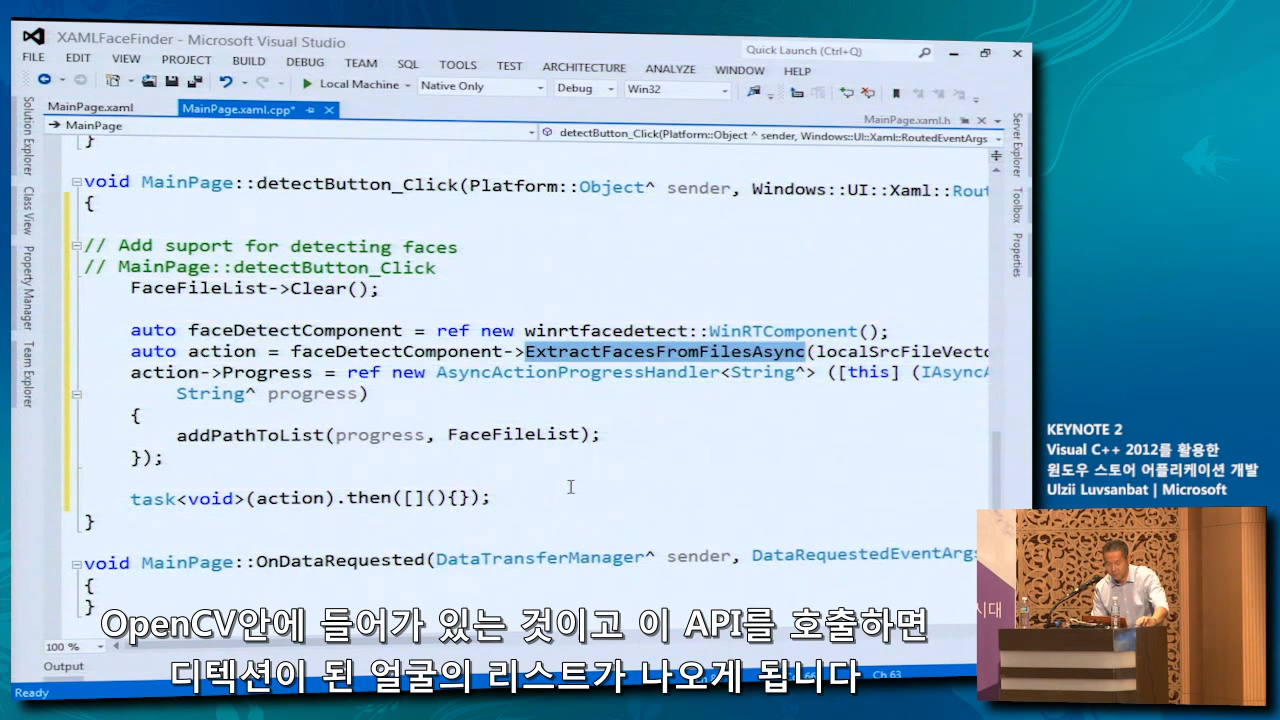 XAMLFaceFinder - Microsoft Visual Studio
Quick Launch (Ctrl+Q)
FILE EDIT VIEW PROJECT BUILD DEBUG TEAM SQL TOOLS TEST ARCHITECTURE ANALYZE WINDOW HELP
Local Machine Native Only Debug Win32
MainPage.xaml MainPage.xaml.cpp* MainPage.xaml.h
MainPage detectButton_Click(Platform::Object ^ sender, Windows::UI::Xaml::RoutedEventArgs
Solution Explorer
Class View
Property Manager
Team Explorer
Server Explorer
Toolbox
Properties
}
void MainPage::detectButton_Click(Platform::Object^ sender, Windows::UI::Xaml::Rout
{
// Add suport for detecting faces
// MainPage::detectButton_Click
FaceFileList->Clear();
auto faceDetectComponent = ref new winrtfacedetect::WinRTComponent();
auto action = faceDetectComponent->ExtractFacesFromFilesAsync(localSrcFileVecto
action->Progress = ref new AsyncActionProgressHandler<String^> ([this] (IAsyncA
String^ progress)
{
addPathToList(progress, FaceFileList);
});
task<void>(action).then([](){});
}
void MainPage::OnDataRequested(DataTransferManager^ sender, DataRequestedEventArgs
{
}
100 %
Output
Ready
Ch 63
OpenCV안에 들어가 있는 것이고 이 API를 호출하면
디텍션이 된 얼굴의 리스트가 나오게 됩니다
KEYNOTE 2
Visual C++ 2012를 활용한
윈도우 스토어 어플리케이션 개발
Ulzii Luvsanbat | Microsoft
시대